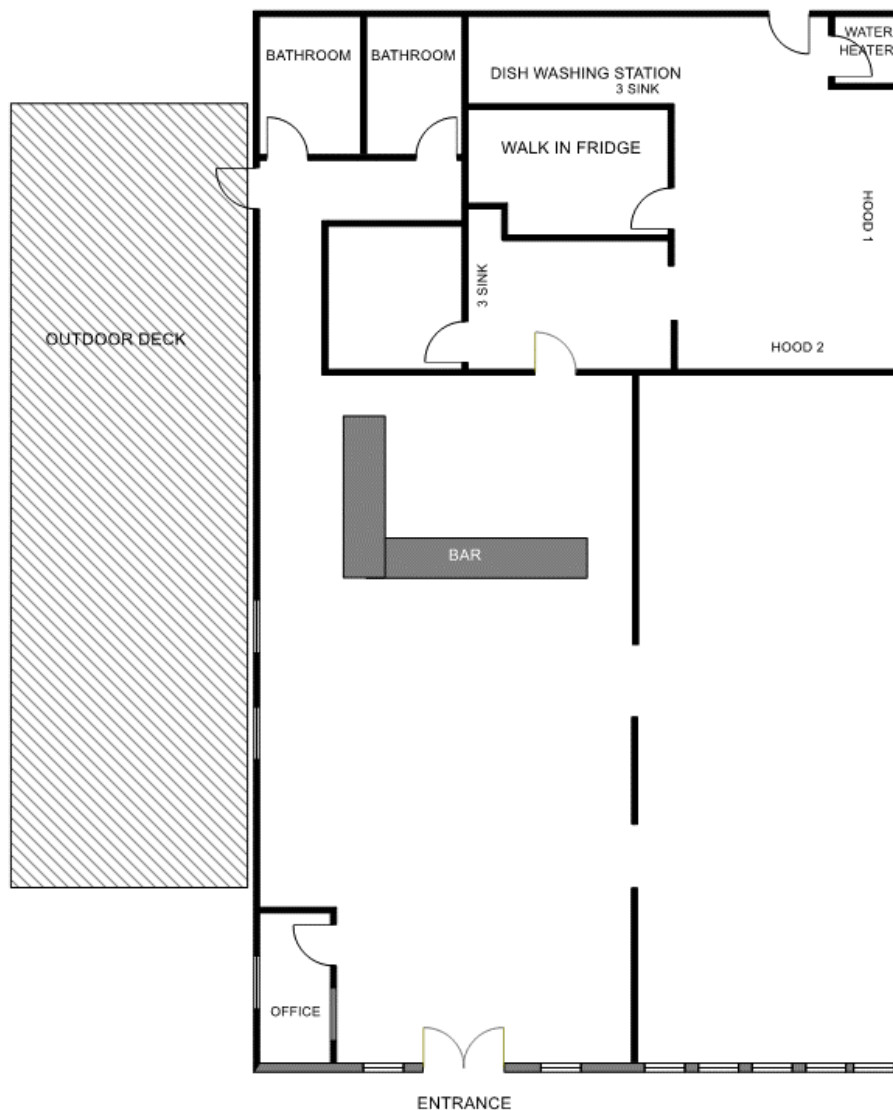 BATHROOM
BATHROOM
WATER
HEATER
DISH WASHING STATION
3 SINK
WALK IN FRIDGE
HOOD 1
3 SINK
OUTDOOR DECK
HOOD 2
BAR
OFFICE
ENTRANCE